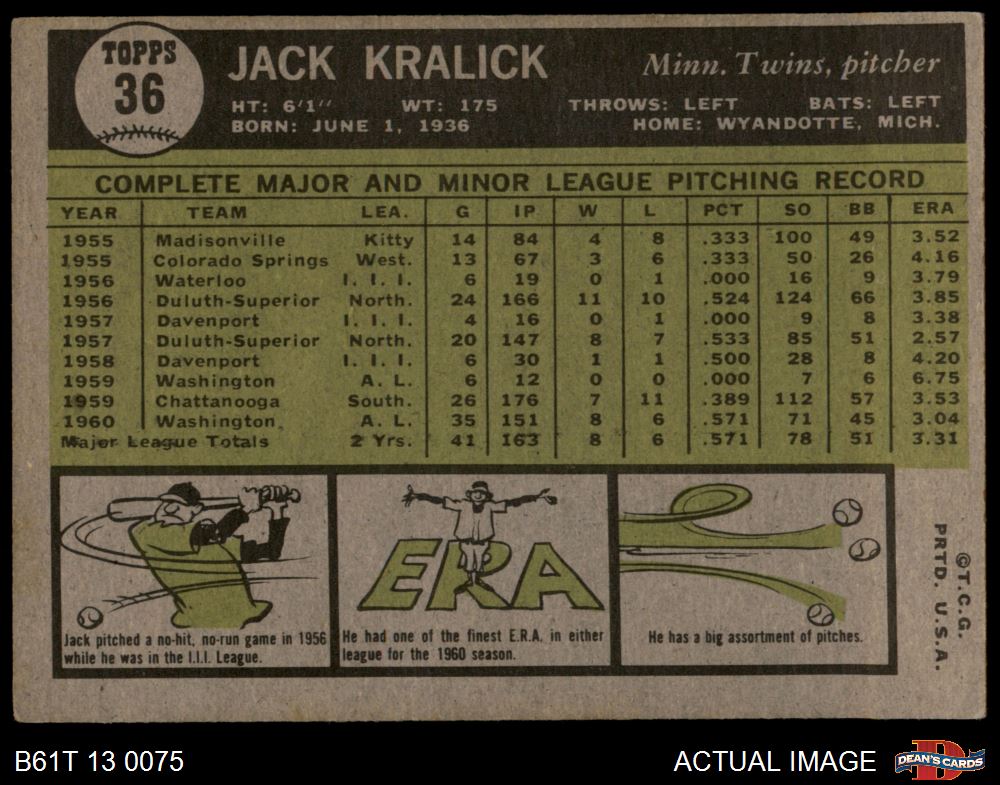 TOPPS
36
JACK KRALICK
Minn. Twins, pitcher
HT: 6'1" WT: 175 THROWS: LEFT BATS: LEFT
BORN: JUNE 1, 1936 HOME: WYANDOTTE, MICH.
COMPLETE MAJOR AND MINOR LEAGUE PITCHING RECORD
YEAR TEAM LEA. G IP W L PCT SO BB ERA
1955 Madisonville Kitty 14 84 4 8 .333 100 49 3.52
1955 Colorado Springs West. 13 67 3 6 .333 50 26 4.16
1956 Waterloo I. I. I. 6 19 0 1 .000 16 9 3.79
1956 Duluth-Superior North. 24 166 11 10 .524 124 66 3.85
1957 Davenport I. I. I. 4 16 0 1 .000 9 8 3.38
1957 Duluth-Superior North. 20 147 8 7 .533 85 51 2.57
1958 Davenport I. I. I. 6 30 1 1 .500 28 8 4.20
1959 Washington A. L. 6 12 0 0 .000 7 6 6.75
1959 Chattanooga South. 26 176 7 11 .389 112 57 3.53
1960 Washington A. L. 35 151 8 6 .571 71 45 3.04
Major League Totals 2 Yrs. 41 163 8 6 .571 78 51 3.31
Jack pitched a no-hit, no-run game in 1956
while he was in the I.I.I. League.
ERA
He had one of the finest E.R.A. in either
league for the 1960 season.
He has a big assortment of pitches.
©T.C.G.
PRTD. U.S.A.
B61T 13 0075
ACTUAL IMAGE
D
DEAN'S CARDS